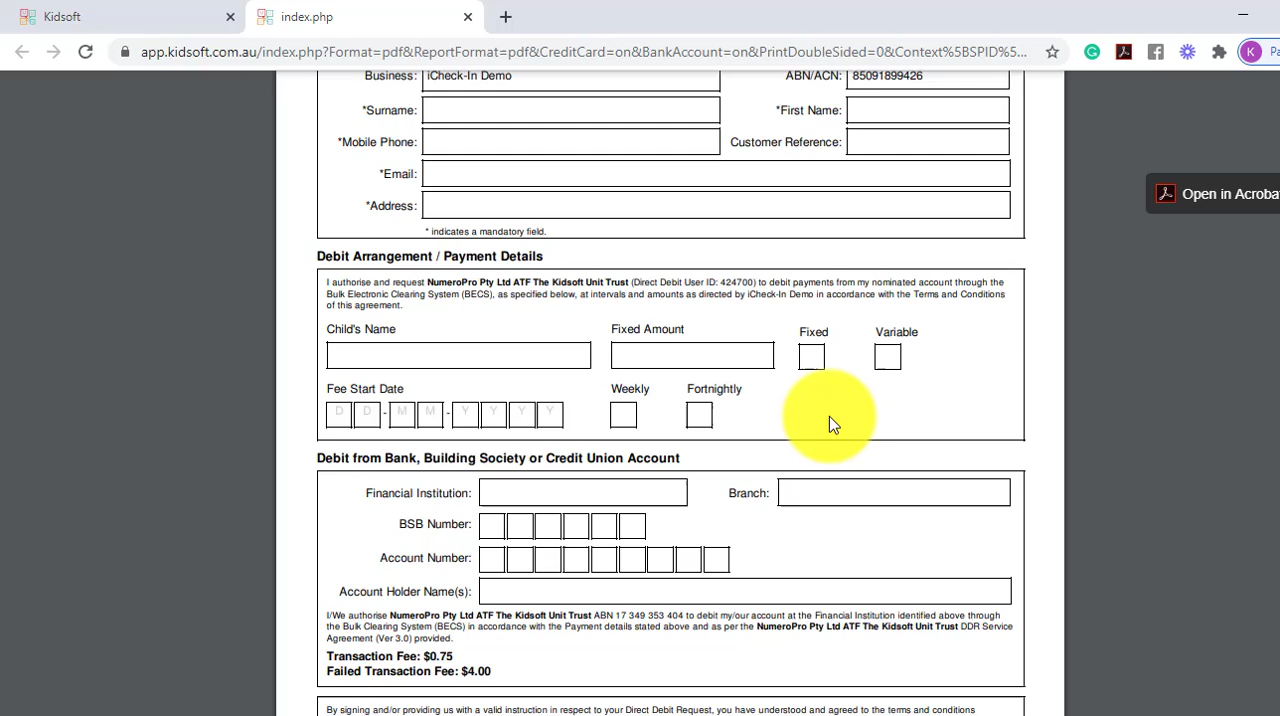 Kidsoft
index.php
app.kidsoft.com.au/index.php?Format=pdf&ReportFormat=pdf&CreditCard=on&BankAccount=on&PrintDoubleSided=0&Context%5BSPID%5D%...
K
Pa
Business: iCheck-In Demo ABN/ACN: 85091899426
*Surname: *First Name:
*Mobile Phone: Customer Reference:
*Email:
*Address:
* indicates a mandatory field.
Open in Acroba
Debit Arrangement / Payment Details
I authorise and request NumeroPro Pty Ltd ATF The Kidsoft Unit Trust (Direct Debit User ID: 424700) to debit payments from my nominated account through the
Bulk Electronic Clearing System (BECS), as specified below, at intervals and amounts as directed by iCheck-In Demo in accordance with the Terms and Conditions
of this agreement.
Child's Name Fixed Amount Fixed Variable
Fee Start Date Weekly Fortnightly
D D - M M - Y Y Y Y
Debit from Bank, Building Society or Credit Union Account
Financial Institution: Branch:
BSB Number:
Account Number:
Account Holder Name(s):
I/We authorise NumeroPro Pty Ltd ATF The Kidsoft Unit Trust ABN 17 349 353 404 to debit my/our account at the Financial Institution identified above through
the Bulk Clearing System (BECS) in accordance with the Payment details stated above and as per the NumeroPro Pty Ltd ATF The Kidsoft Unit Trust DDR Service
Agreement (Ver 3.0) provided.
Transaction Fee: $0.75
Failed Transaction Fee: $4.00
By signing and/or providing us with a valid instruction in respect to your Direct Debit Request, you have understood and agreed to the terms and conditions